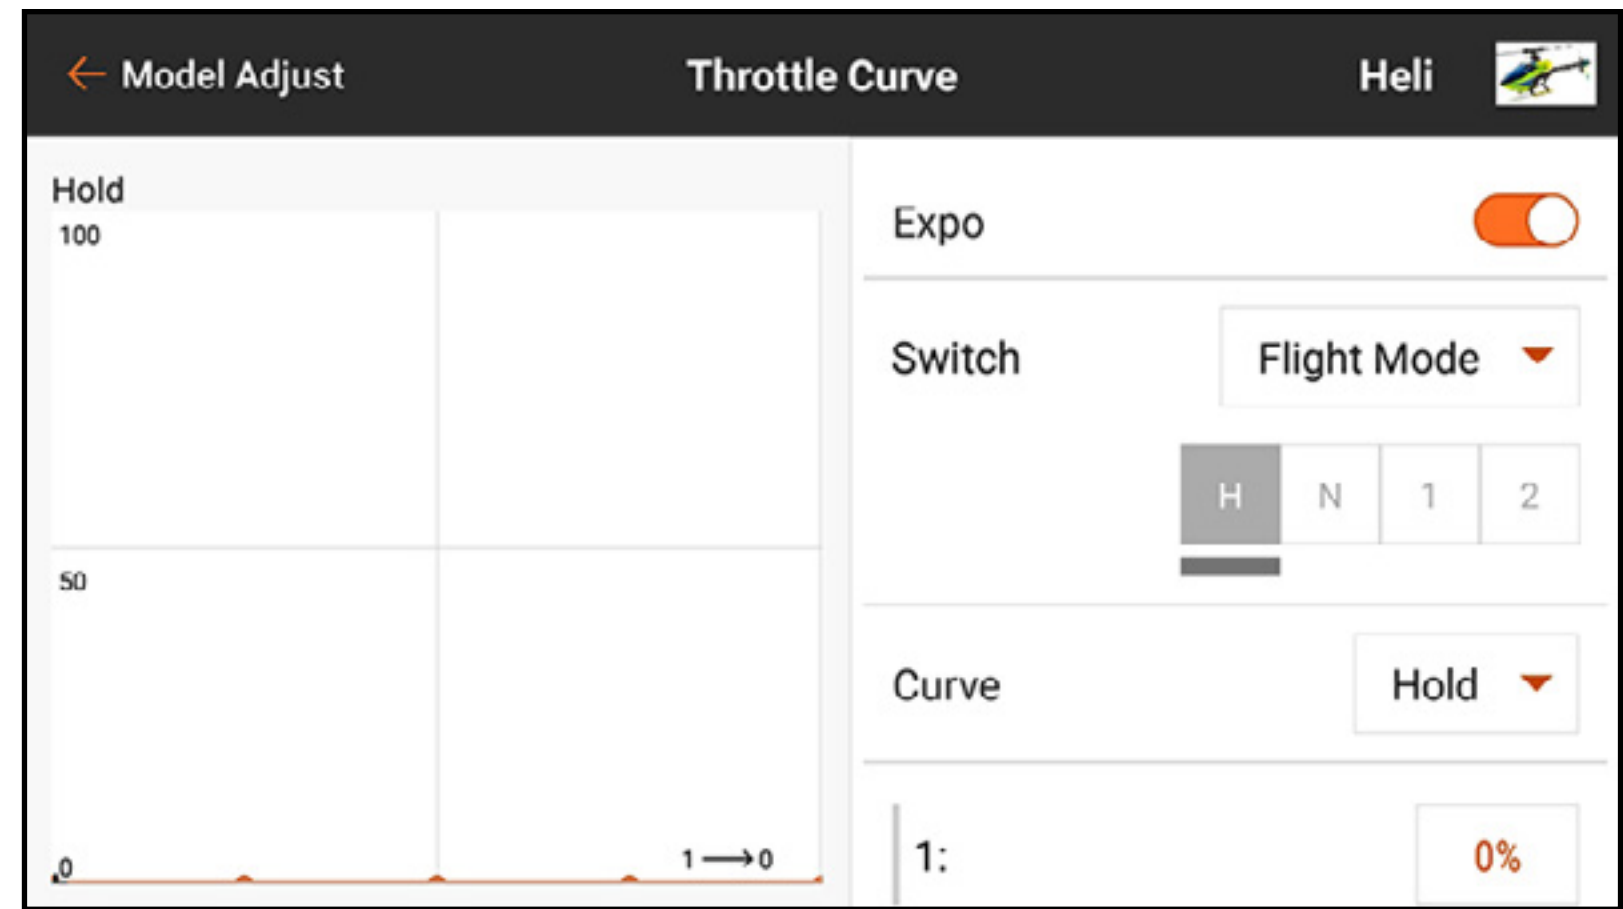 Model Adjust
Throttle Curve
Heli
Hold
100
50
0
1 → 0
Expo
Switch
Flight Mode
H N 1 2
Curve
Hold
1:
0%